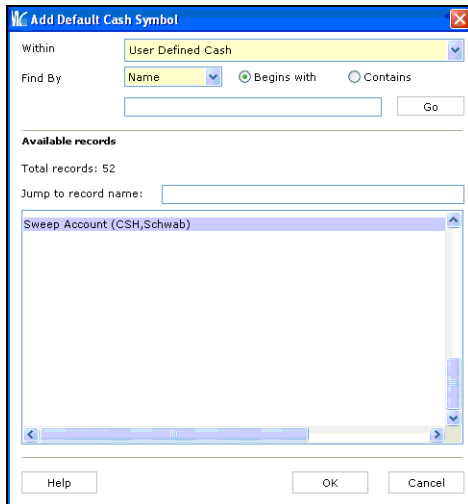 Add Default Cash Symbol
Within User Defined Cash
Find By Name Begins with Contains
Go
Available records
Total records: 52
Jump to record name:
Sweep Account (CSH,Schwab)
Help OK Cancel